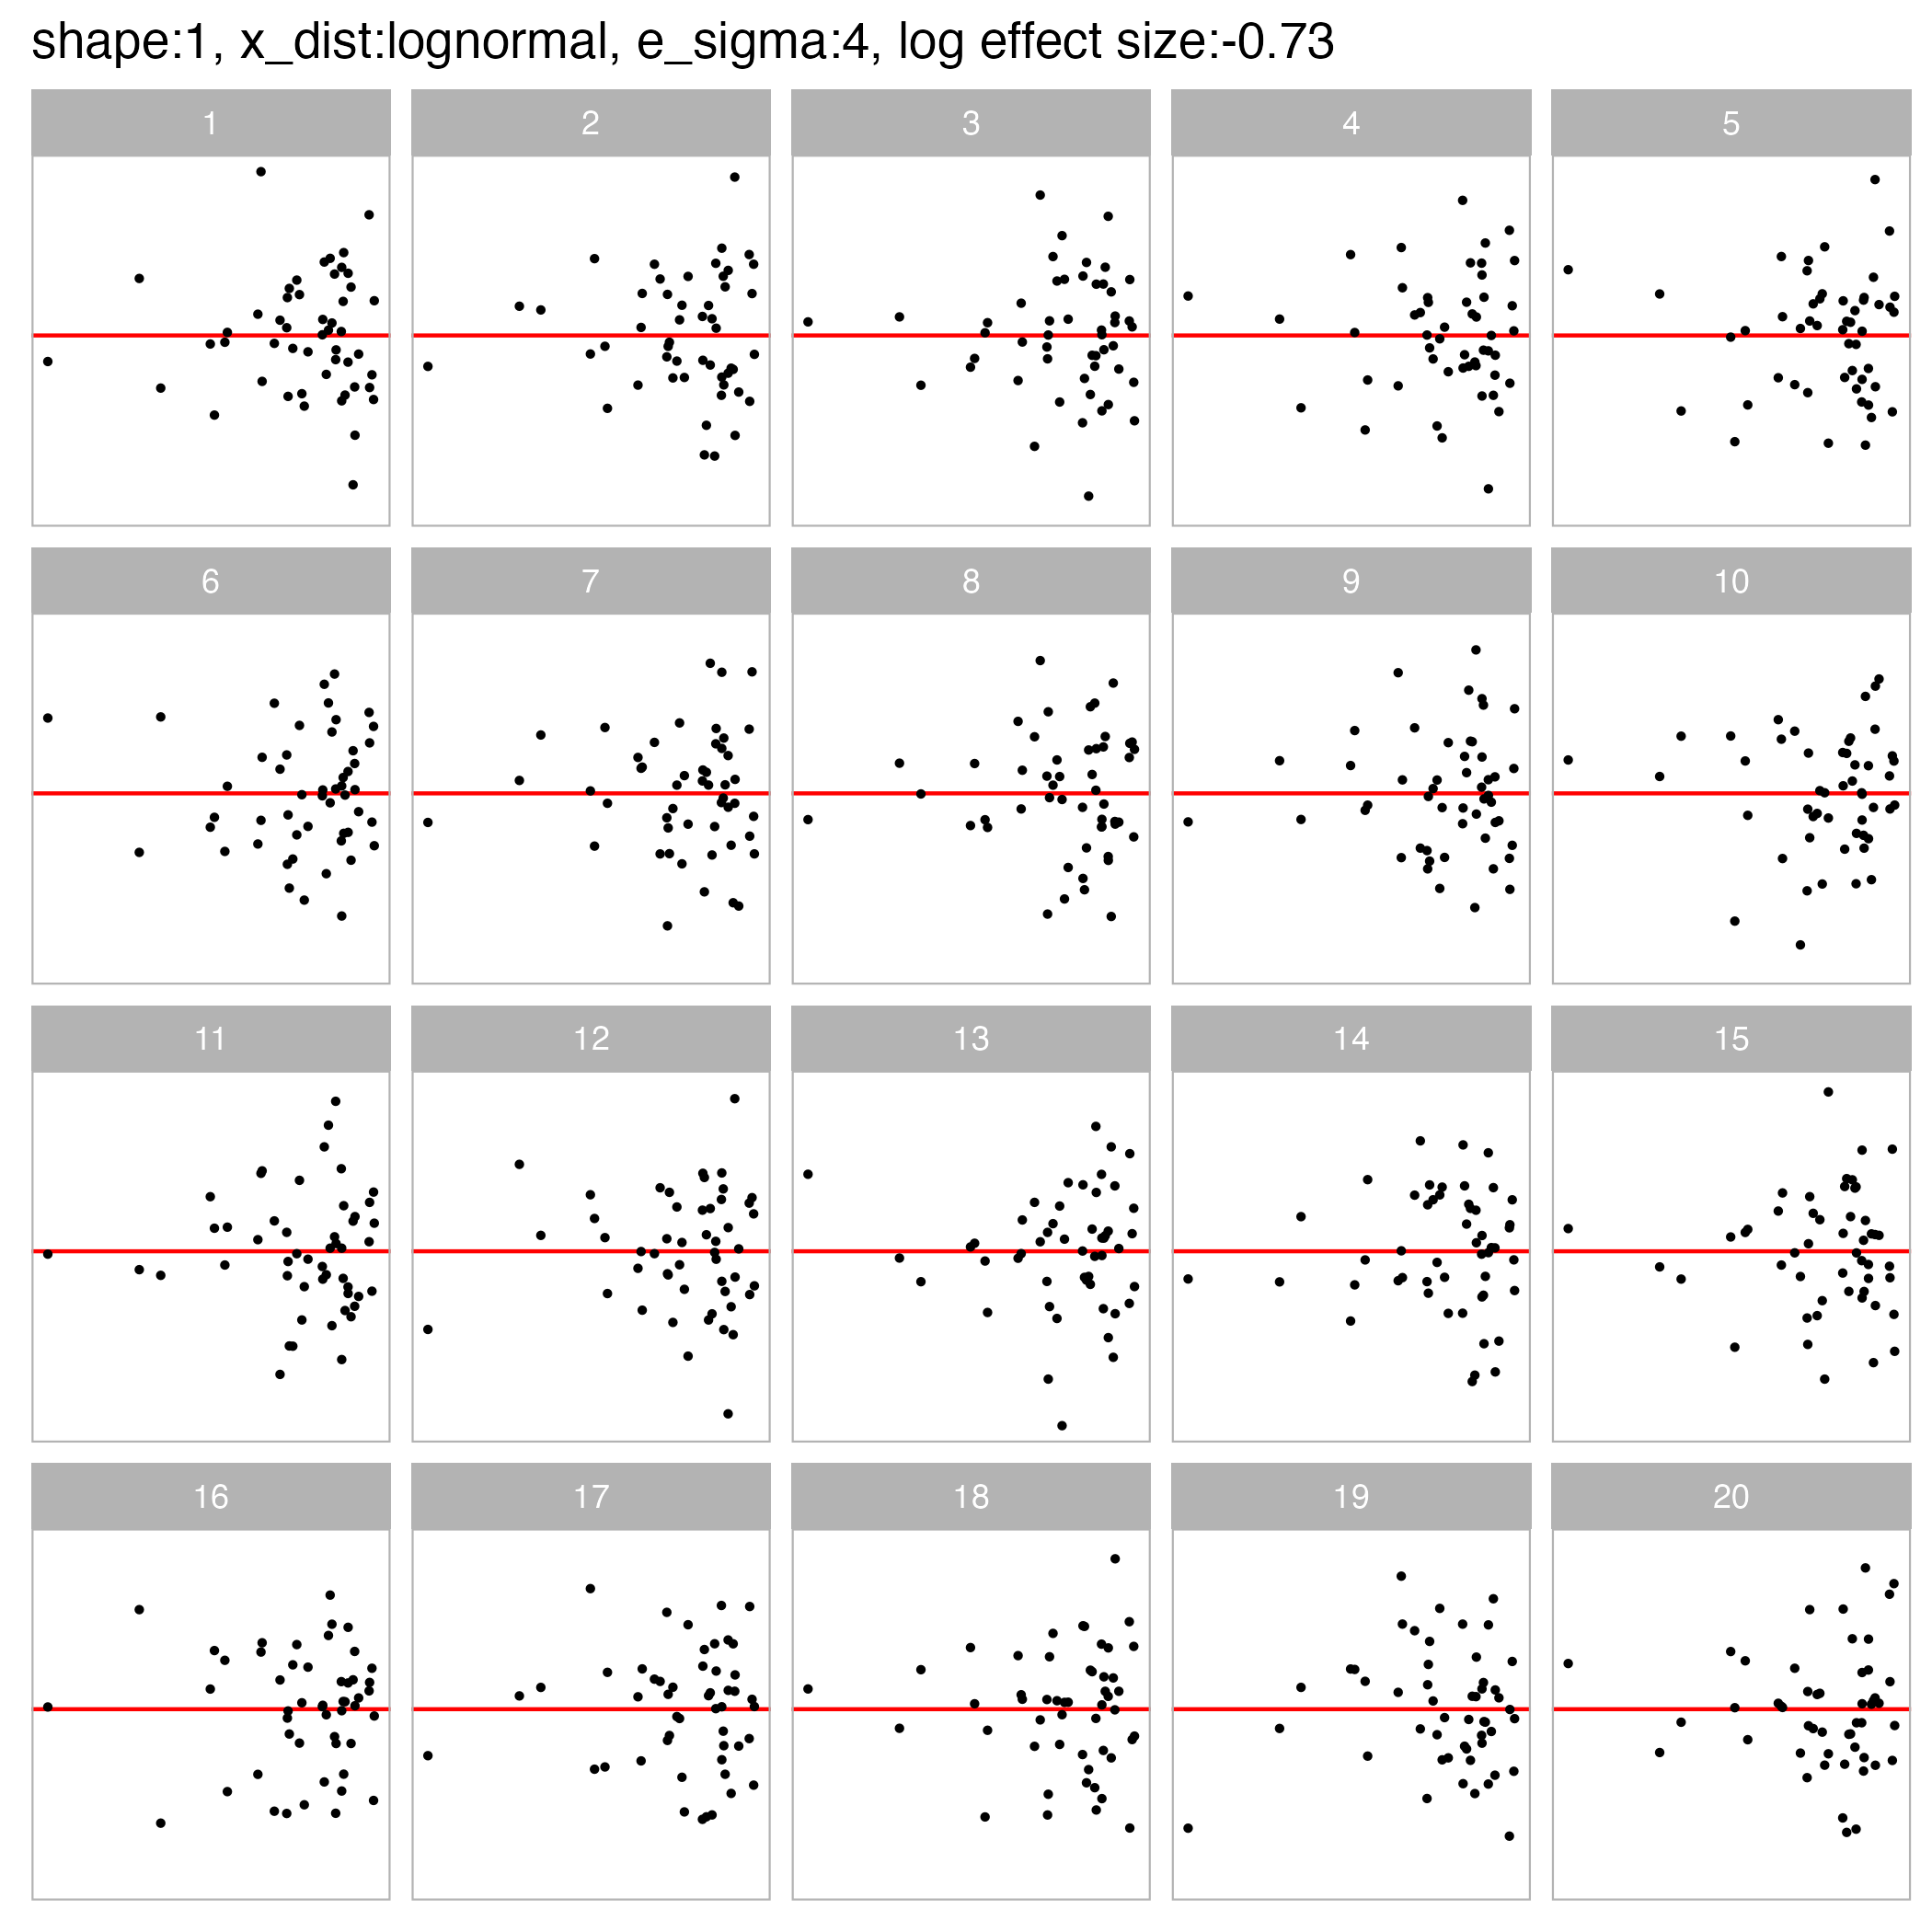 shape:1, x_dist:lognormal, e_sigma:4, log effect size:-0.73
1 2 3 4 5
6 7 8 9 10
11 12 13 14 15
16 17 18 19 20